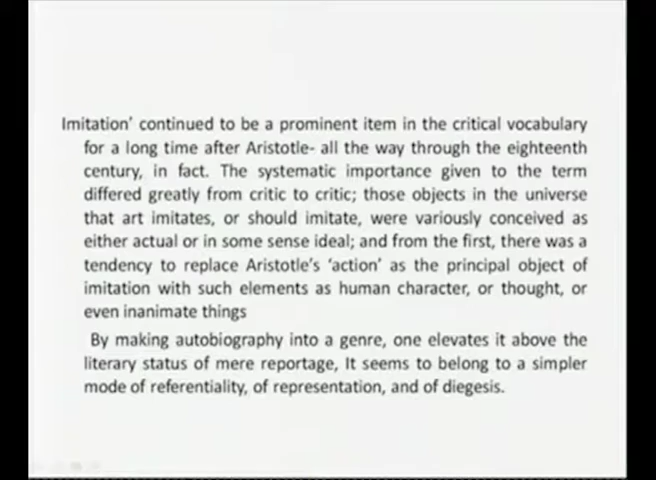 Imitation’ continued to be a prominent item in the critical vocabulary
for a long time after Aristotle- all the way through the eighteenth
century, in fact. The systematic importance given to the term
differed greatly from critic to critic; those objects in the universe
that art imitates, or should imitate, were variously conceived as
either actual or in some sense ideal; and from the first, there was a
tendency to replace Aristotle’s ‘action’ as the principal object of
imitation with such elements as human character, or thought, or
even inanimate things
By making autobiography into a genre, one elevates it above the
literary status of mere reportage, It seems to belong to a simpler
mode of referentiality, of representation, and of diegesis.